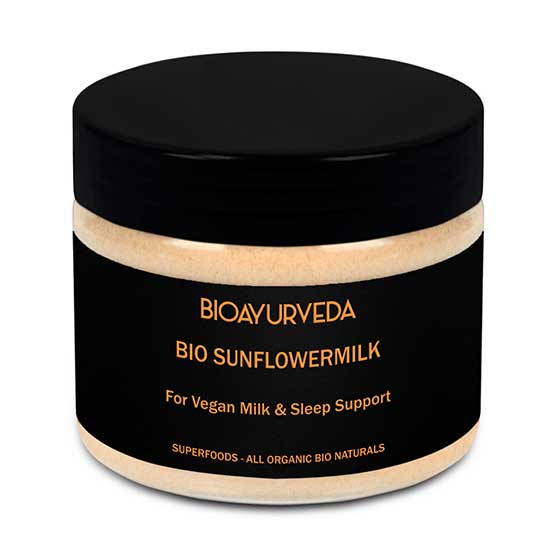 BIOAYURVEDA
BIO SUNFLOWERMILK
For Vegan Milk & Sleep Support
SUPERFOODS - ALL ORGANIC BIO NATURALS